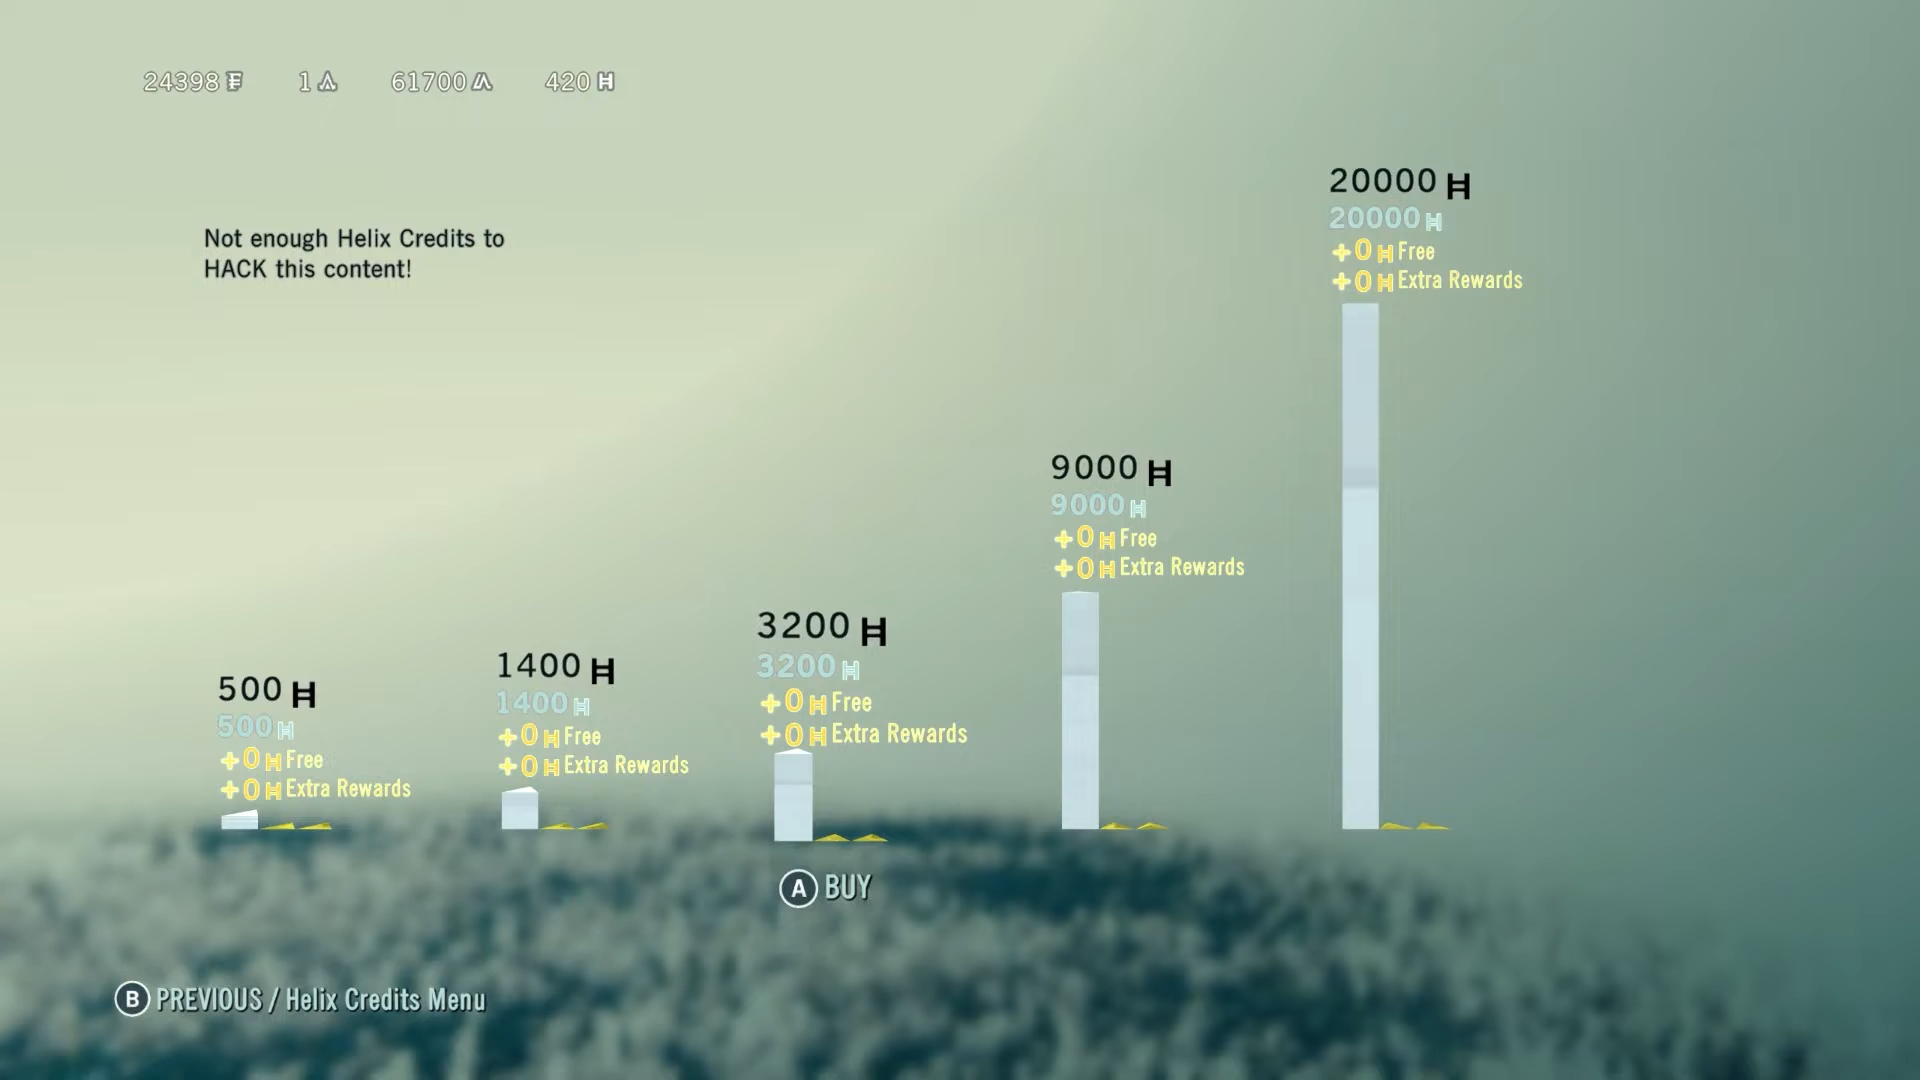 24398 1 61700 420 H
Not enough Helix Credits to
HACK this content!
20000 H
20000 H
+0 H Free
+0 H Extra Rewards
9000 H
9000 H
+0 H Free
+0 H Extra Rewards
3200 H
3200 H
+0 H Free
+0 H Extra Rewards
1400 H
1400 H
+0 H Free
+0 H Extra Rewards
500 H
500 H
+0 H Free
+0 H Extra Rewards
A BUY
B PREVIOUS / Helix Credits Menu